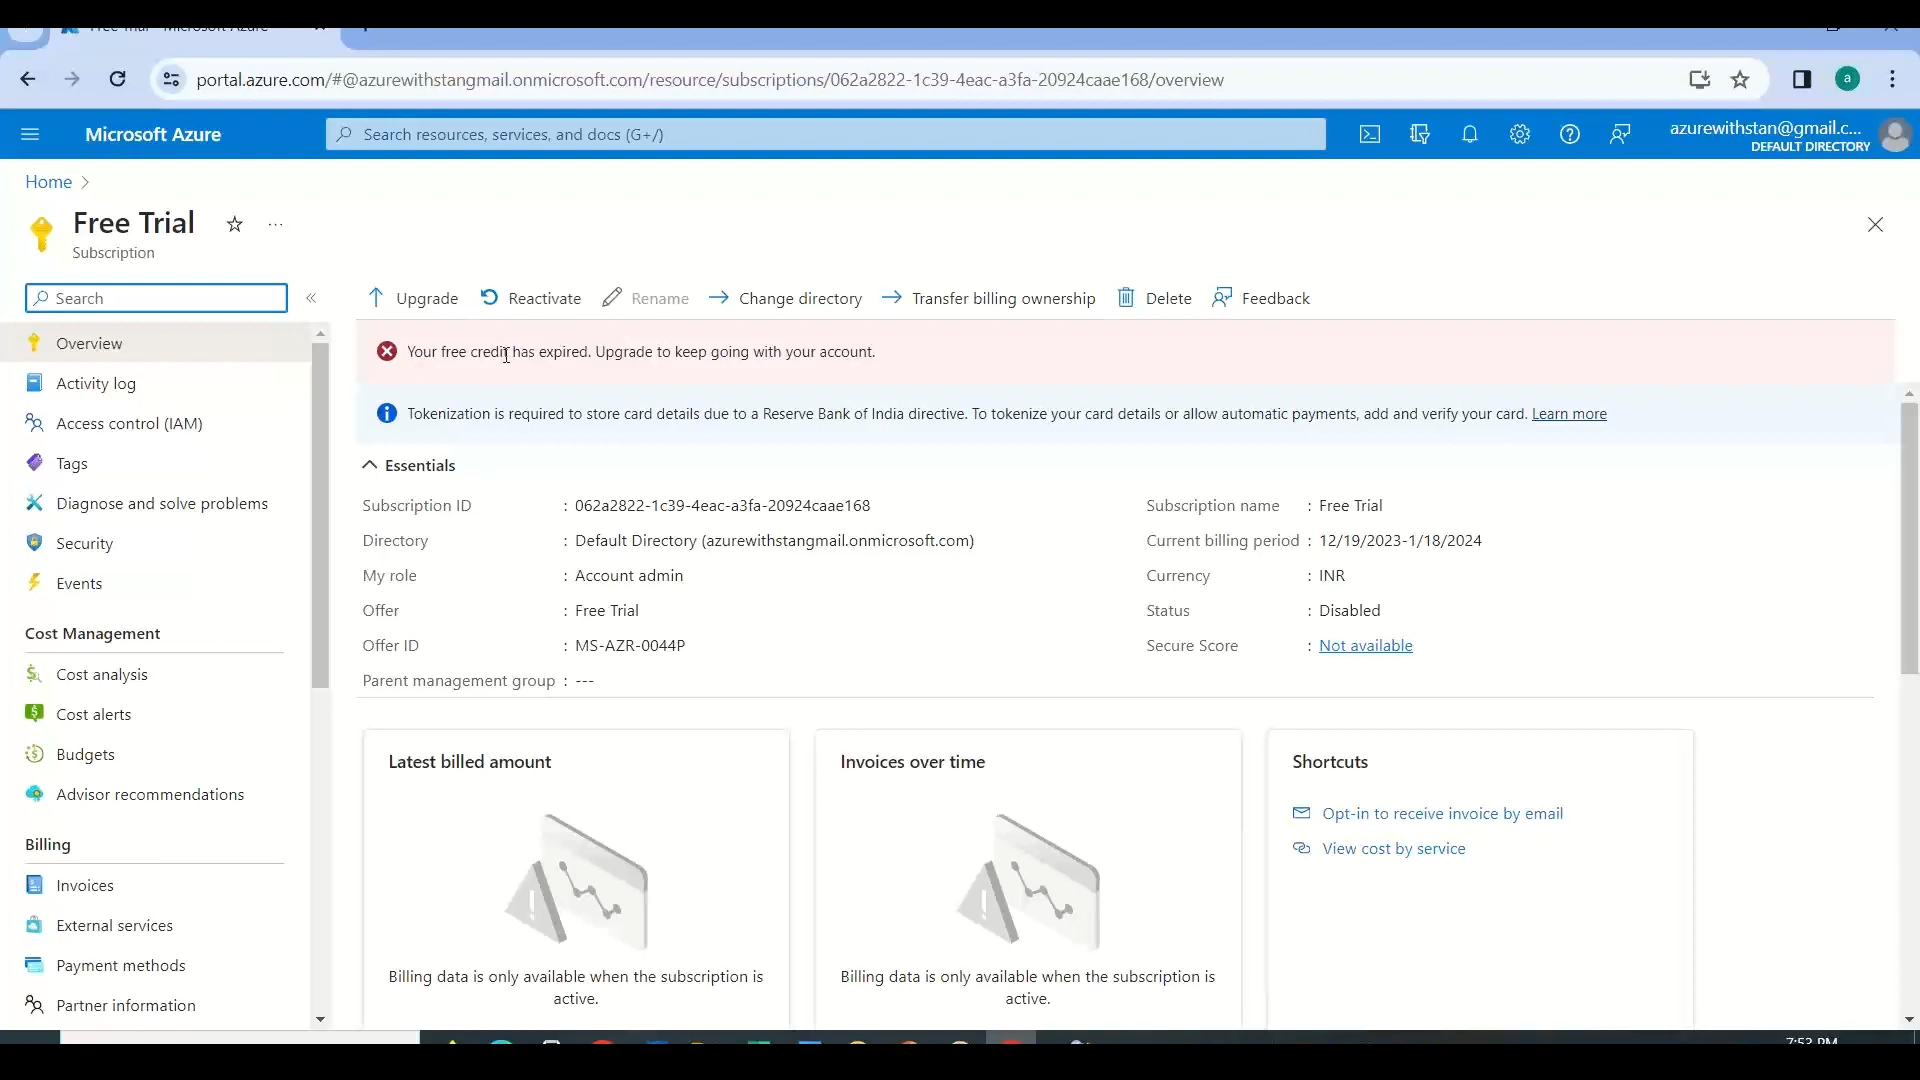 Free Trial - Microsoft Azure
portal.azure.com/#@azurewithstangmail.onmicrosoft.com/resource/subscriptions/062a2822-1c39-4eac-a3fa-20924caae168/overview
a
Microsoft Azure
Search resources, services, and docs (G+/)
azurewithstan@gmail.c...
DEFAULT DIRECTORY
Home
Free Trial
...
Subscription
Search
Upgrade
Reactivate
Rename
Change directory
Transfer billing ownership
Delete
Feedback
Overview
Activity log
Access control (IAM)
Tags
Diagnose and solve problems
Security
Events
Cost Management
Cost analysis
Cost alerts
Budgets
Advisor recommendations
Billing
Invoices
External services
Payment methods
Partner information
Your free credit has expired. Upgrade to keep going with your account.
Tokenization is required to store card details due to a Reserve Bank of India directive. To tokenize your card details or allow automatic payments, add and verify your card. Learn more
Essentials
Subscription ID : 062a2822-1c39-4eac-a3fa-20924caae168
Directory : Default Directory (azurewithstangmail.onmicrosoft.com)
My role : Account admin
Offer : Free Trial
Offer ID : MS-AZR-0044P
Parent management group : ---
Subscription name : Free Trial
Current billing period : 12/19/2023-1/18/2024
Currency : INR
Status : Disabled
Secure Score : Not available
Latest billed amount
Billing data is only available when the subscription is
active.
Invoices over time
Billing data is only available when the subscription is
active.
Shortcuts
Opt-in to receive invoice by email
View cost by service
7:53 PM